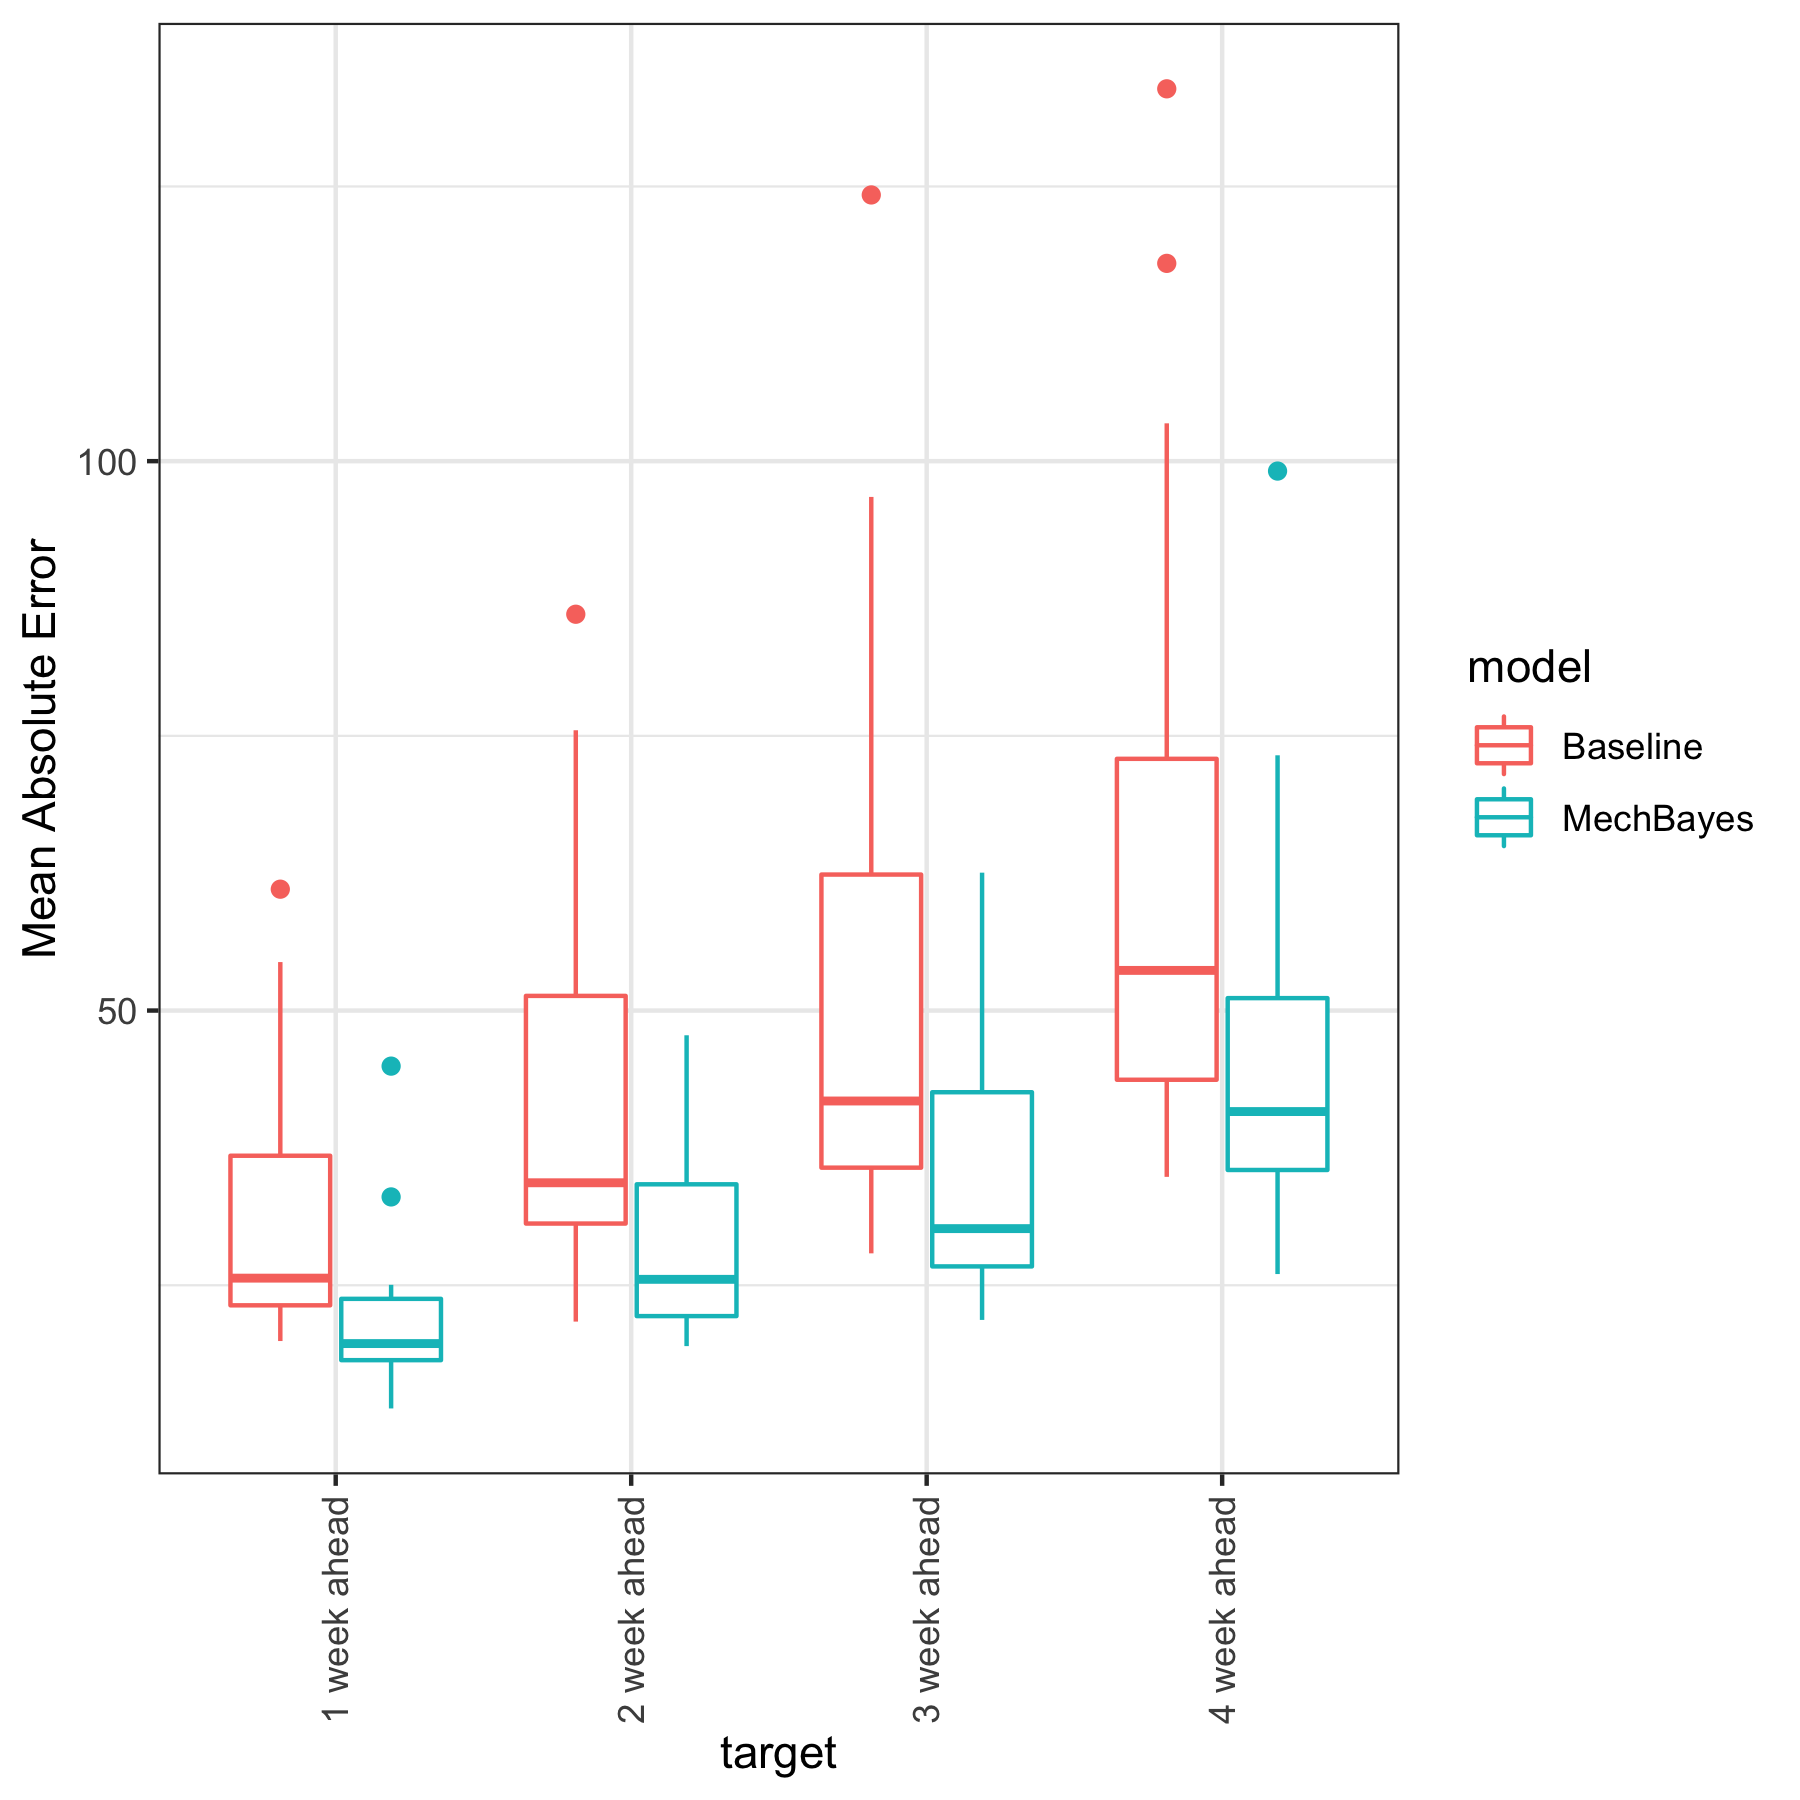 Mean Absolute Error
100
50
1 week ahead
2 week ahead
3 week ahead
4 week ahead
target
model
Baseline
MechBayes